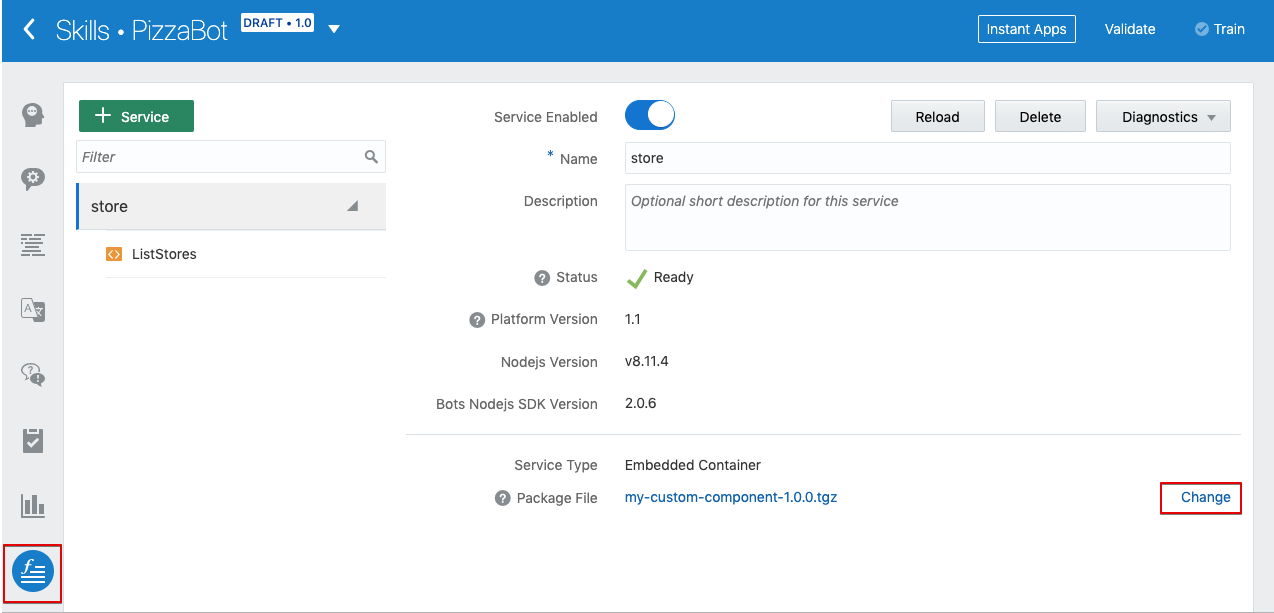 Skills • PizzaBot DRAFT • 1.0
Instant Apps Validate Train
+ Service
Filter
store
ListStores
Service Enabled
Reload Delete Diagnostics
* Name store
Description Optional short description for this service
? Status Ready
? Platform Version 1.1
Nodejs Version v8.11.4
Bots Nodejs SDK Version 2.0.6
Service Type Embedded Container
? Package File my-custom-component-1.0.0.tgz Change